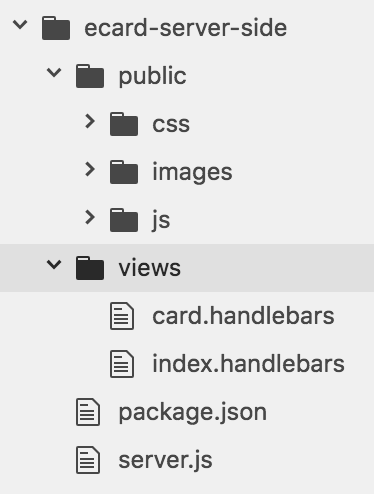 ecard-server-side
public
css
images
js
views
card.handlebars
index.handlebars
package.json
server.js